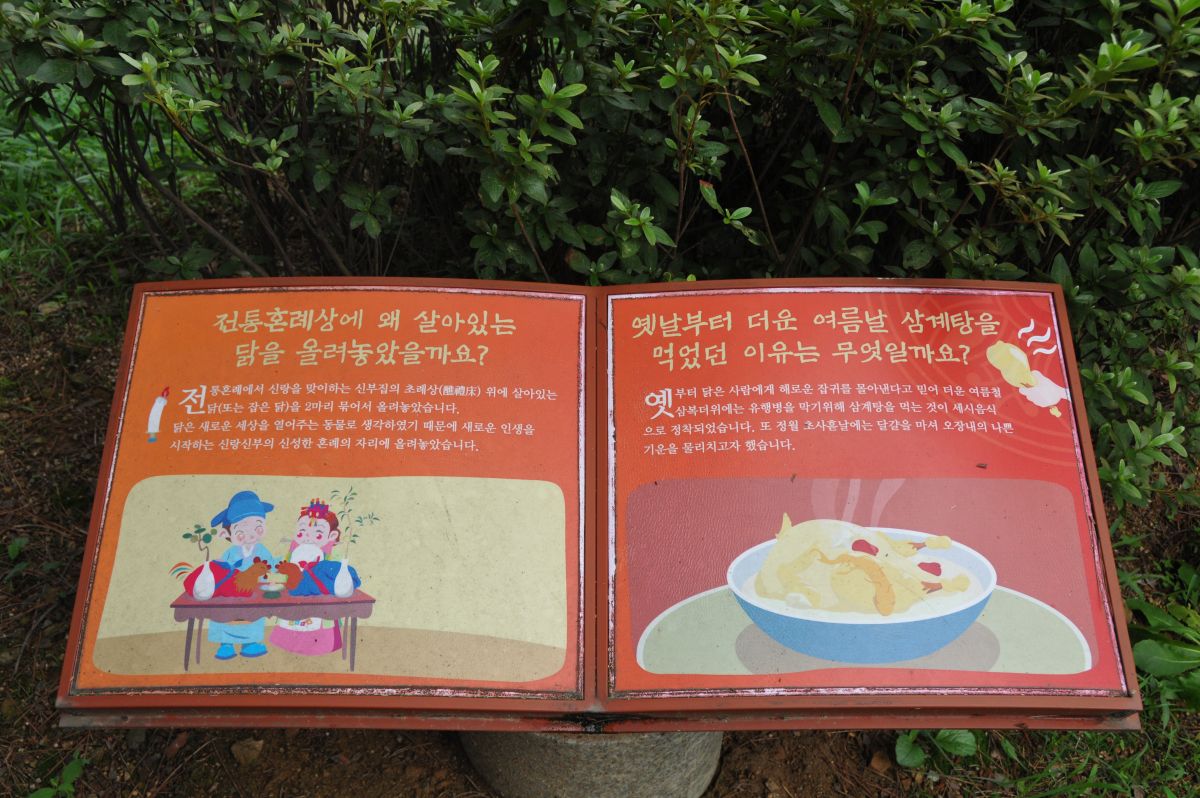 전통혼례상에 왜 살아있는
닭을 올려놓았을까요?
전통혼례에서 신랑을 맞이하는 신부집의 초례상(醮禮床) 위에 살아있는
닭(또는 잡은 닭)을 2마리 묶어서 올려놓았습니다.
닭은 새로운 세상을 열어주는 동물로 생각하였기 때문에 새로운 인생을
시작하는 신랑신부의 신성한 혼례의 자리에 올려놓았습니다.
옛날부터 더운 여름날 삼계탕을
먹었던 이유는 무엇일까요?
옛부터 닭은 사람에게 해로운 잡귀를 몰아낸다고 믿어 더운 여름철
삼복더위에는 유행병을 막기위해 삼계탕을 먹는 것이 세시음식
으로 정착되었습니다. 또 정월 초사흗날에는 달걀을 마셔 오장내의 나쁜
기운을 물리치고자 했습니다.